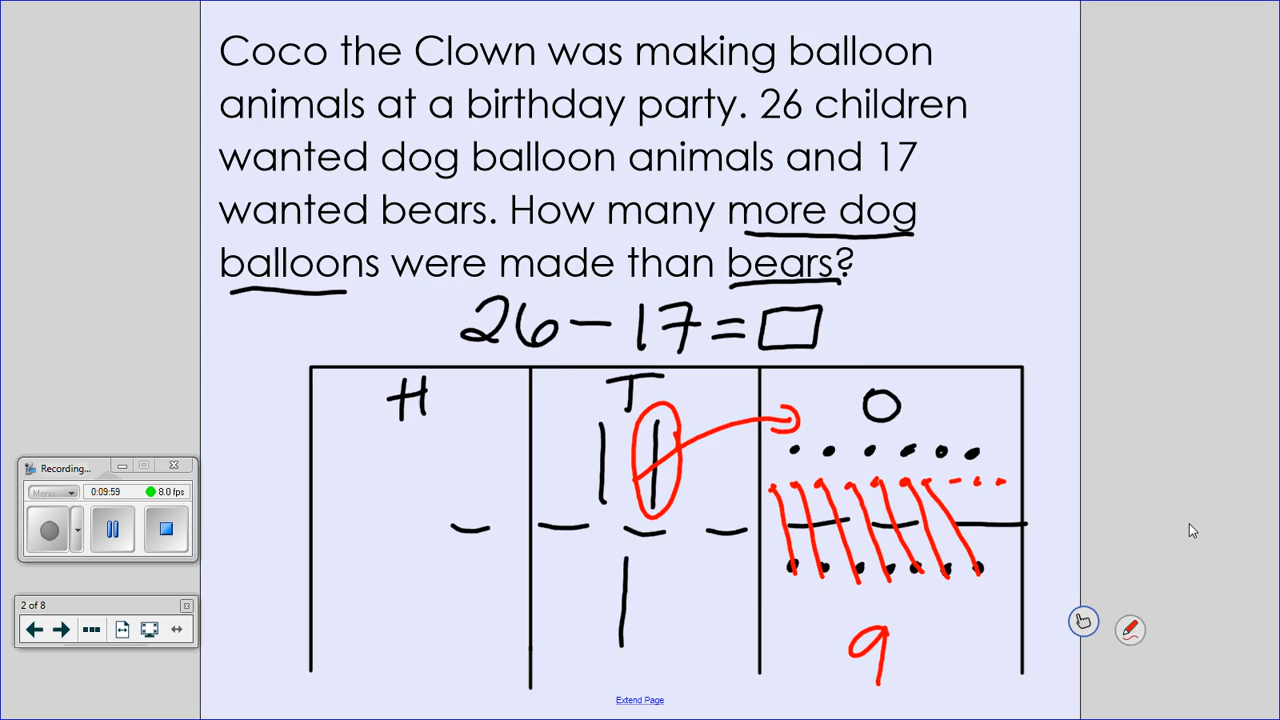 Coco the Clown was making balloon
animals at a birthday party. 26 children
wanted dog balloon animals and 17
wanted bears. How many more dog
balloons were made than bears?
26 - 17 = □
H T O
9
Recording...
Menu
0:09:59 8.0 fps
2 of 8
Extend Page